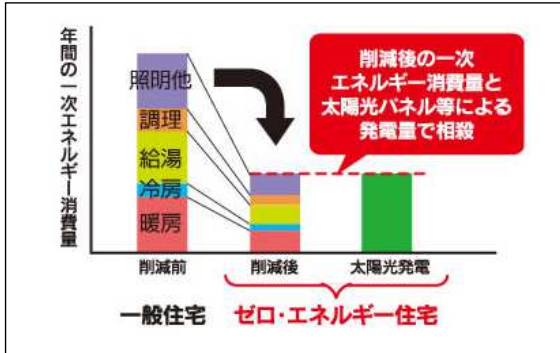 年間の一次エネルギー消費量
照明他
調理
給湯
冷房
暖房
削減後の一次
エネルギー消費量と
太陽光パネル等による
発電量で相殺
削減前
削減後
太陽光発電
一般住宅
ゼロ・エネルギー住宅